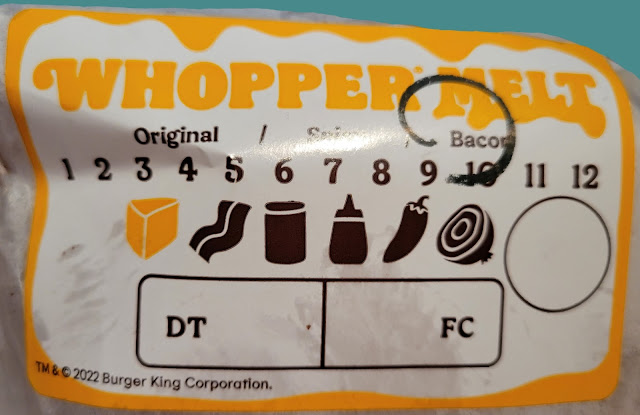 WHOPPER® MELT
Original / / Bacon
1 2 3 4 5 6 7 8 9 10 11 12
DT FC
TM & © 2022 Burger King Corporation.